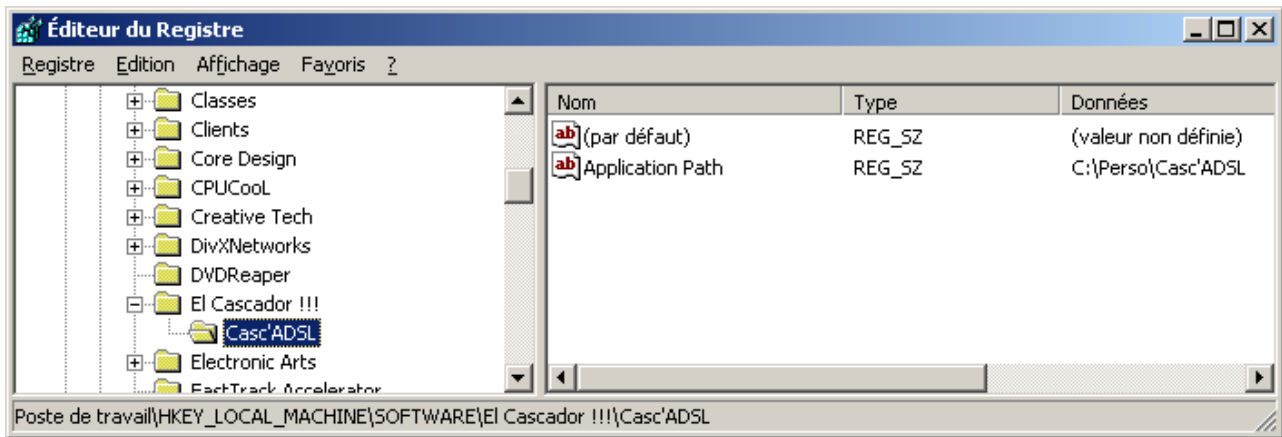 Éditeur du Registre
Registre Edition Affichage Favoris ?
Classes
Clients
Core Design
CPUCooL
Creative Tech
DivXNetworks
DVDReaper
El Cascador !!!
Casc'ADSL
Electronic Arts
FastTrack Accelerator
Nom Type Données
(par défaut) REG_SZ (valeur non définie)
Application Path REG_SZ C:\Perso\Casc'ADSL
Poste de travail\HKEY_LOCAL_MACHINE\SOFTWARE\El Cascador !!!\Casc'ADSL